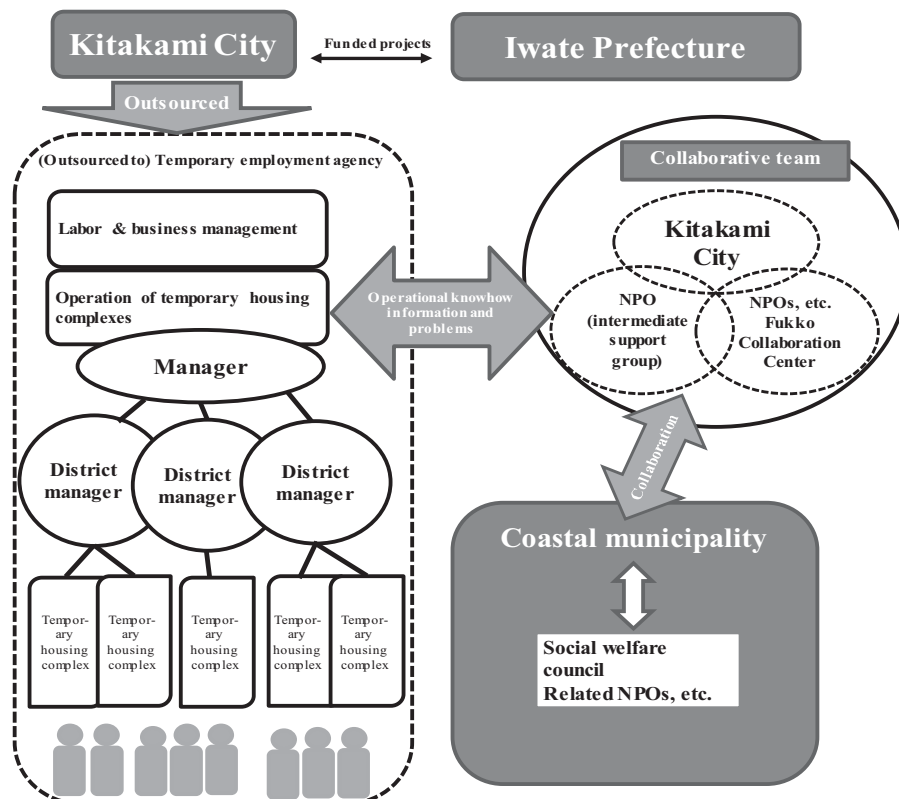 Kitakami City
Funded projects
Iwate Prefecture
Outsourced
(Outsourced to) Temporary employment agency
Labor & business management
Operation of temporary housing
complexes
Manager
District
manager
District
manager
District
manager
Tempor-
ary
housing
complex
Tempor-
ary
housing
complex
Tempor-
ary
housing
complex
Tempor-
ary
housing
complex
Tempor-
ary
housing
complex
Operational knowhow
information and
problems
Collaborative team
Kitakami
City
NPO
(intermediate
support
group)
NPOs, etc.
Fukko
Collaboration
Center
Collaboration
Coastal municipality
Social welfare
council
Related NPOs, etc.